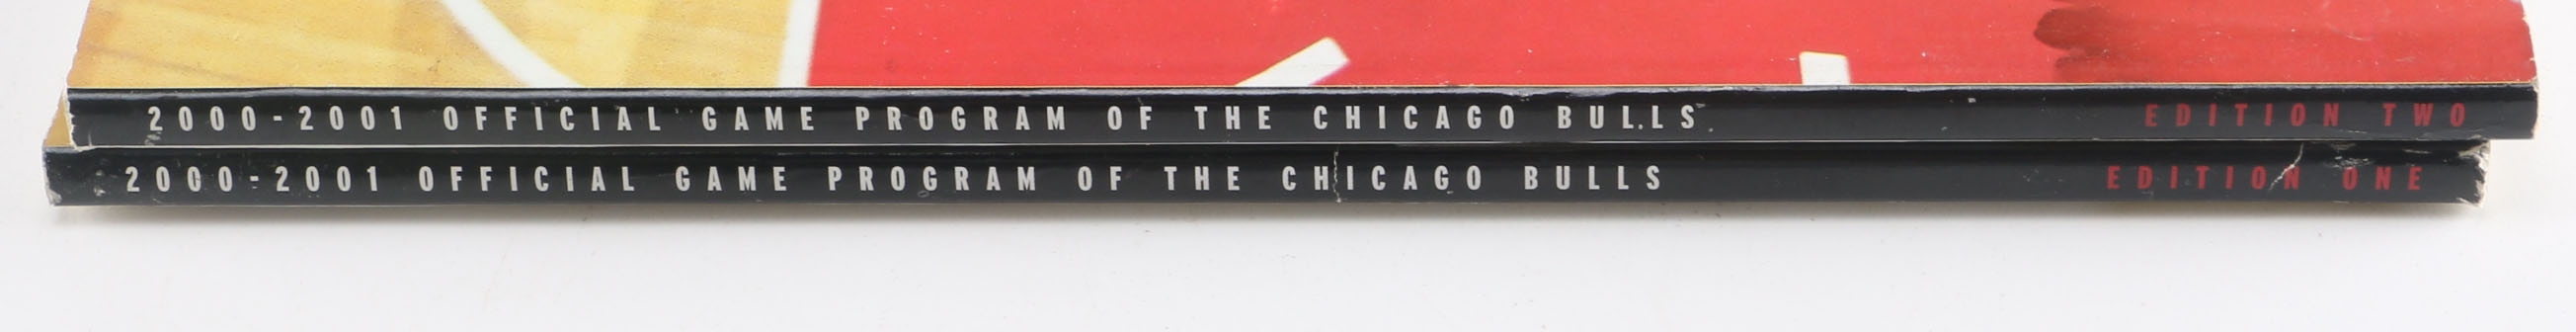 2000-2001 OFFICIAL GAME PROGRAM OF THE CHICAGO BULLS EDITION TWO
2000-2001 OFFICIAL GAME PROGRAM OF THE CHICAGO BULLS EDITION ONE